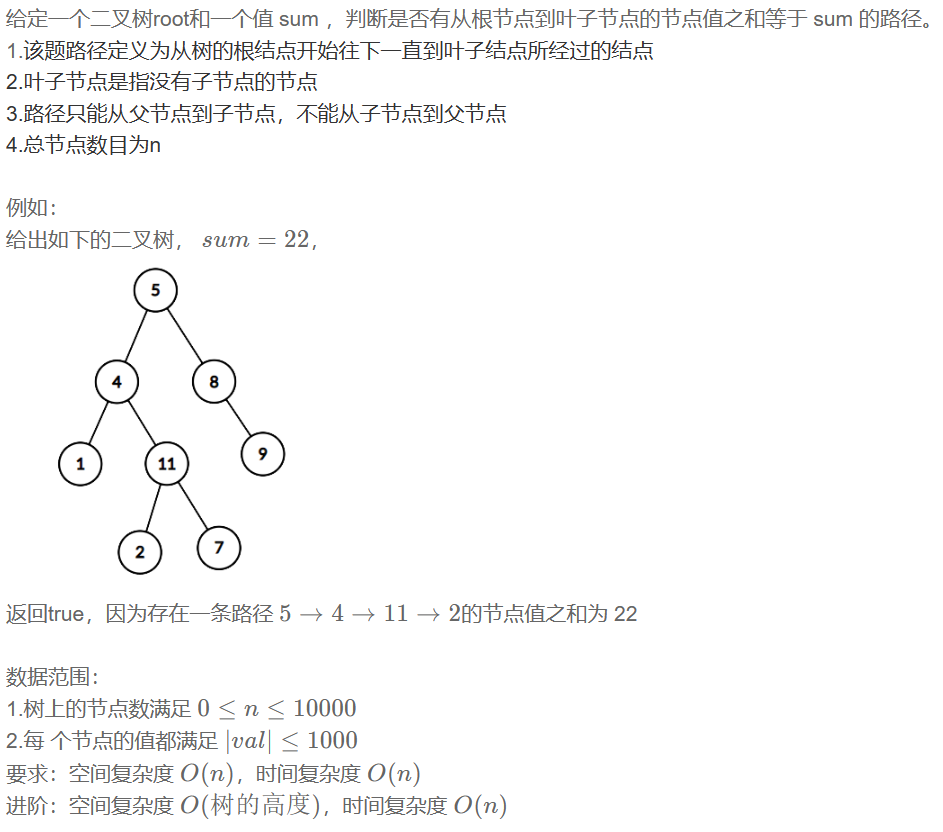 给定一个二叉树root和一个值 sum ，判断是否有从根节点到叶子节点的节点值之和等于 sum 的路径。
1.该题路径定义为从树的根结点开始往下一直到叶子结点所经过的结点
2.叶子节点是指没有子节点的节点
3.路径只能从父节点到子节点，不能从子节点到父节点
4.总节点数目为n
例如：
给出如下的二叉树， sum = 22，
5
4 8
1 11 9
2 7
返回true，因为存在一条路径 5 → 4 → 11 → 2的节点值之和为 22
数据范围：
1.树上的节点数满足 0 ≤ n ≤ 10000
2.每 个节点的值都满足 |val| ≤ 1000
要求：空间复杂度 O(n)，时间复杂度 O(n)
进阶：空间复杂度 O(树的高度)，时间复杂度 O(n)